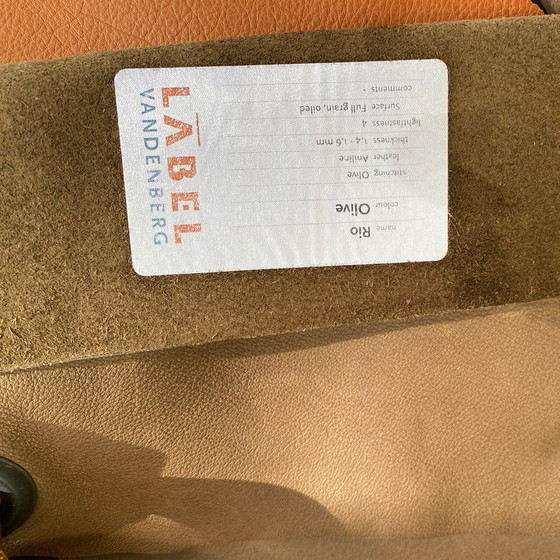 LABEL
VANDENBERG
name Rio
colour Olive
stitching Olive
leather Aniline
thickness 1,4 - 1,6 mm
lightfastness 4
Surface Full grain, oiled
comments -